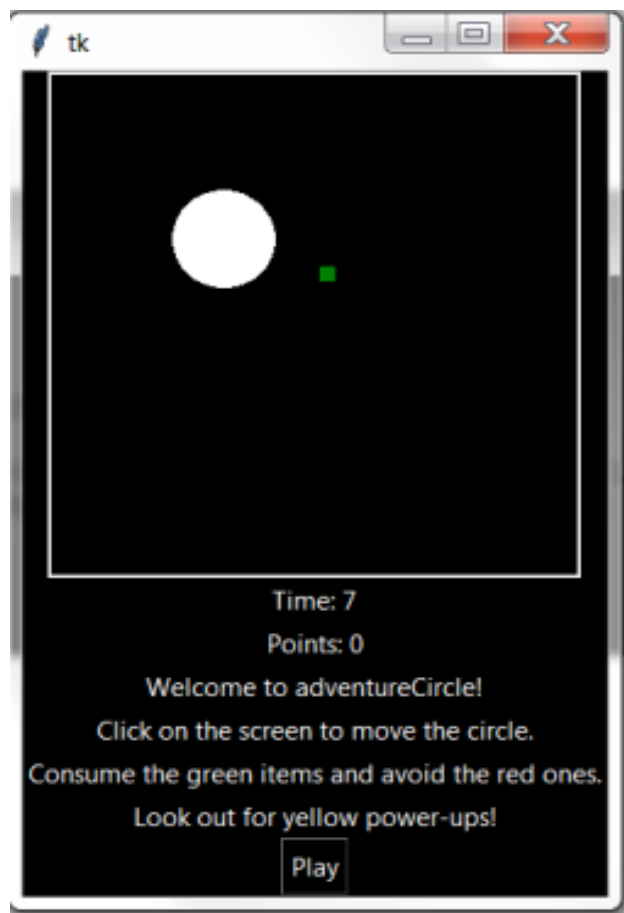 tk
Time: 7
Points: 0
Welcome to adventureCircle!
Click on the screen to move the circle.
Consume the green items and avoid the red ones.
Look out for yellow power-ups!
Play